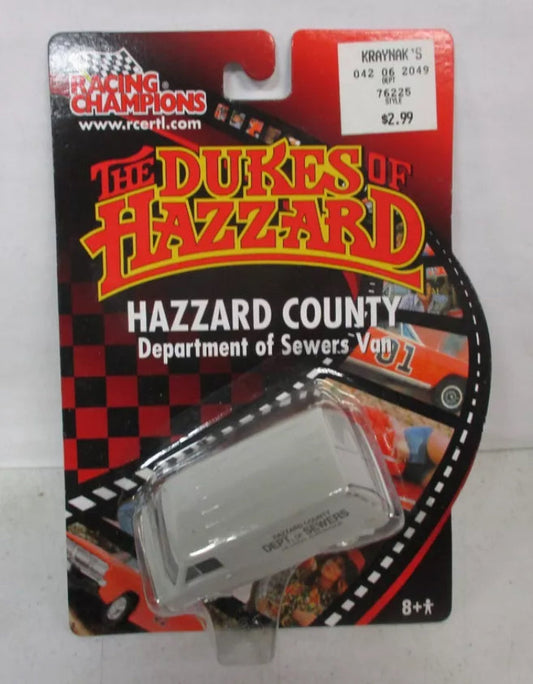 RACING
CHAMPIONS
www.rcertl.com
KRAYNAK'S
042 06 2049
DEPT
76225
STYLE
$2.99
THE DUKES OF
HAZZARD
HAZZARD COUNTY
Department of Sewers Van
01
HAZZARD COUNTY
DEPT. OF SEWERS
8+